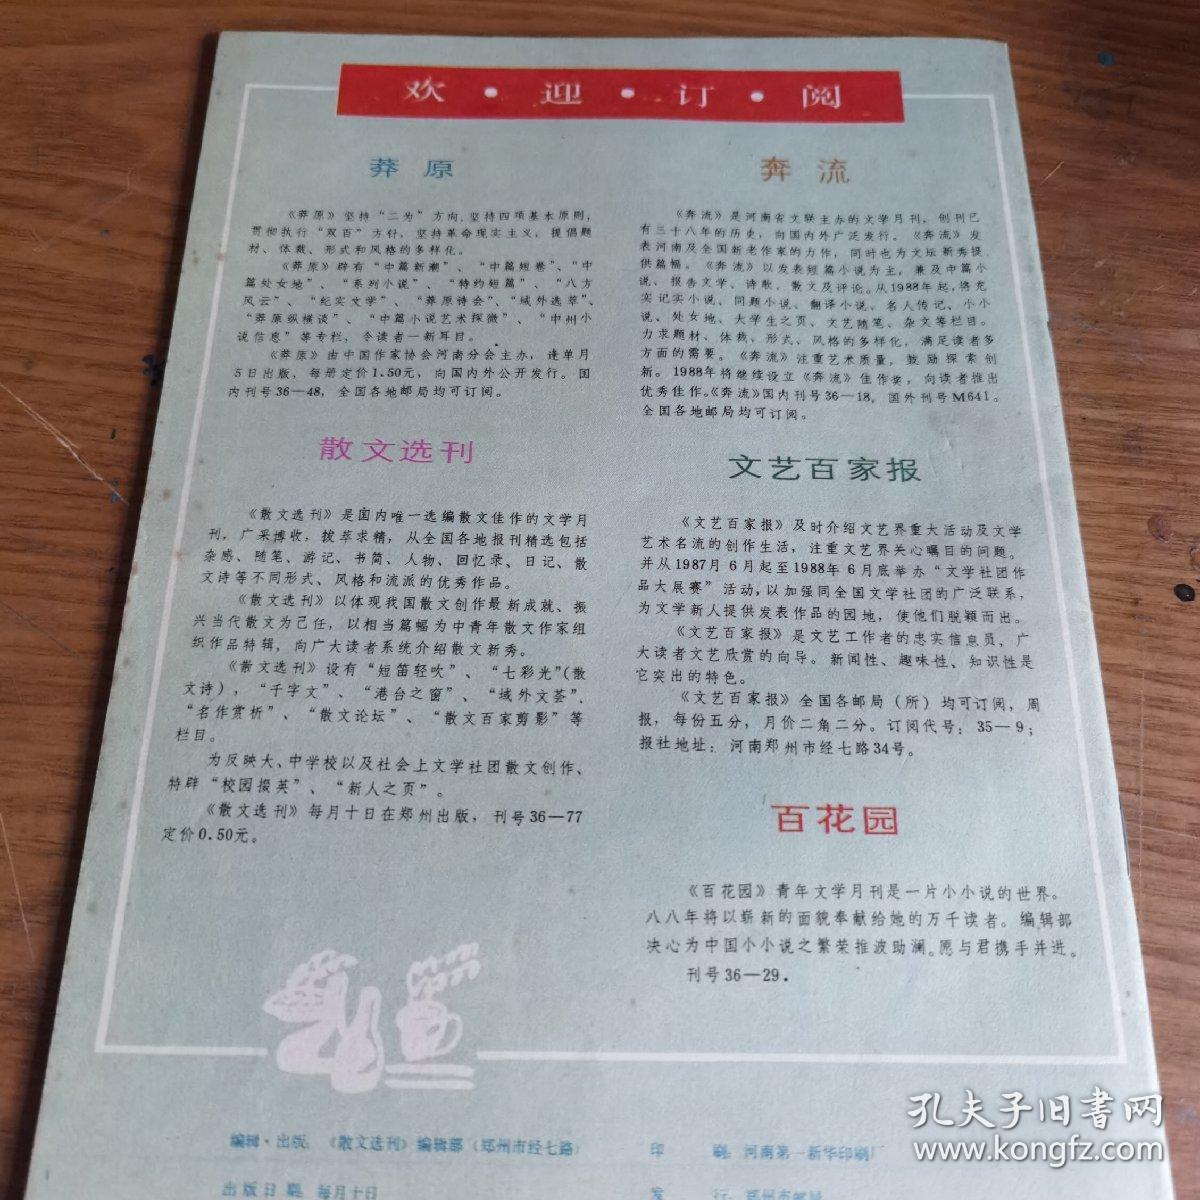 欢·迎·订·阅
莽原
《莽原》坚持“二为”方向，坚持四项基本原则，
贯彻执行“双百”方针，坚持革命现实主义，提倡题
材、体裁、形式和风格的多样化。
《莽原》辟有“中篇新潮”、“中篇短卷”、“中
篇处女地”、“系列小说”、“特约短篇”、“八方
风云”、“纪实文学”、“莽原诗会”、“域外选萃”、
“莽原纵横谈”、“中篇小说艺术探微”、“中州小
说信息”等专栏，令读者一新耳目。
《莽原》由中国作家协会河南分会主办，逢单月
5日出版、每册定价1.50元，向国内外公开发行。国
内刊号36—48，全国各地邮局均可订阅。
散文选刊
《散文选刊》是国内唯一选编散文佳作的文学月
刊，广采博收，拔萃求精，从全国各地报刊精选包括
杂感、随笔、游记、书简、人物、回忆录、日记、散
文诗等不同形式、风格和流派的优秀作品。
《散文选刊》以体现我国散文创作最新成就、振
兴当代散文为己任，以相当篇幅为中青年散文作家组
织作品特辑，向广大读者系统介绍散文新秀。
《散文选刊》设有“短笛轻吹”、“七彩光”（散
文诗），“千字文”、“港台之窗”、“域外文荟”、
“名作赏析”、“散文论坛”、“散文百家剪影”等
栏目。
为反映大、中学校以及社会上文学社团散文创作、
特辟“校园掇英”、“新人之页”。
《散文选刊》每月十日在郑州出版，刊号36—77
定价0.50元。
奔流
《奔流》是河南省文联主办的文学月刊，创刊已
有三十八年的历史，向国内外广泛发行。《奔流》发
表河南及全国新老作家的力作，同时也为文坛新秀提
供篇幅。《奔流》以发表短篇小说为主，兼及中篇小
说、报告文学、诗歌、散文及评论。从1988年起，将充
实记实小说、同题小说、翻译小说、名人传记、小小
说、处女地、大学生之页、文艺随笔、杂文等栏目。
力求题材、体裁、形式、风格的多样化，满足读者多
方面的需要。《奔流》注重艺术质量，鼓励探索创
新。1988年将继续设立《奔流》佳作奖，向读者推出
优秀佳作。《奔流》国内刊号36—18，国外刊号M641。
全国各地邮局均可订阅。
文艺百家报
《文艺百家报》及时介绍文艺界重大活动及文学
艺术名流的创作生活，注重文艺界关心瞩目的问题。
并从1987月6月起至1988年6月底举办“文学社团作
品大展赛”活动，以加强同全国文学社团的广泛联系，
为文学新人提供发表作品的园地，使他们脱颖而出。
《文艺百家报》是文艺工作者的忠实信息员，广
大读者文艺欣赏的向导。新闻性、趣味性、知识性是
它突出的特色。
《文艺百家报》全国各邮局（所）均可订阅，周
报，每份五分，月价二角二分。订阅代号：35—9；
报社地址：河南郑州市经七路34号。
百花园
《百花园》青年文学月刊是一片小小说的世界。
八八年将以崭新的面貌奉献给她的万千读者。编辑部
决心为中国小小说之繁荣推波助澜。愿与君携手并进。
刊号36—29.
编辑·出版：《散文选刊》编辑部（郑州市经七路）
印刷：河南第一新华印刷厂
出版日期 每月十日
发行：郑州市邮局
孔夫子旧书网
www.kongfz.com